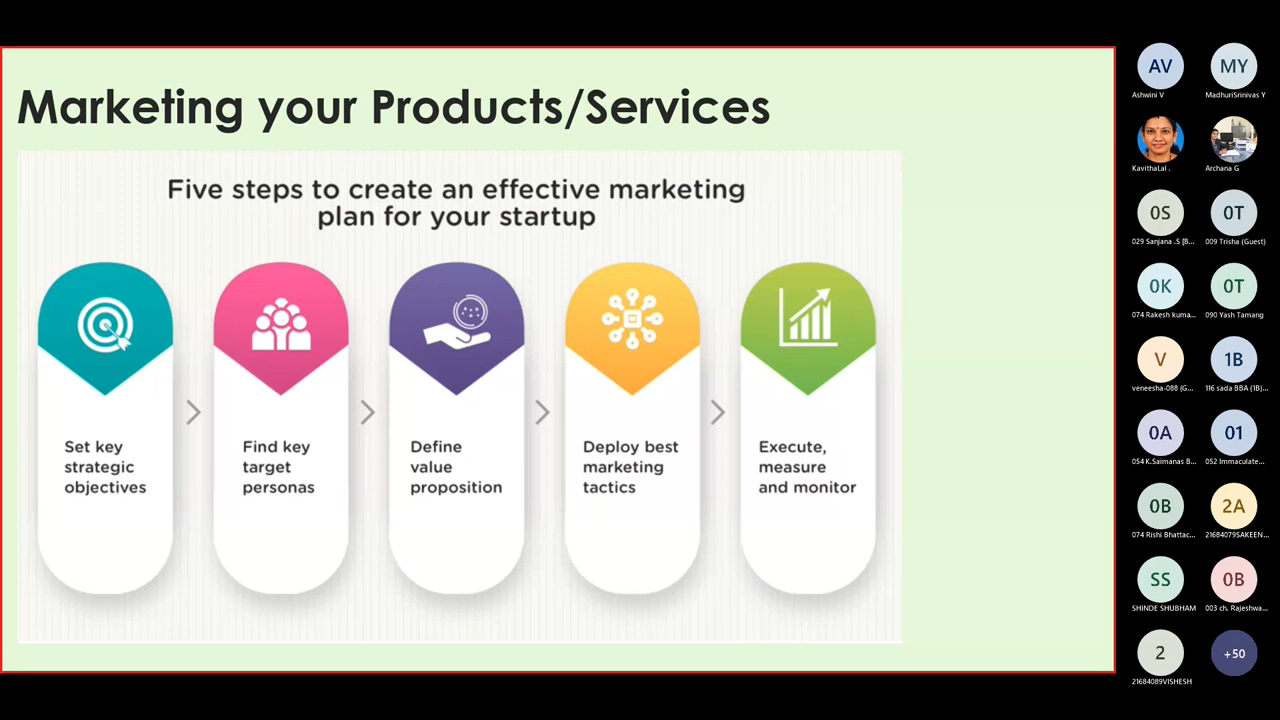 Marketing your Products/Services
Five steps to create an effective marketing
plan for your startup
Set key
strategic
objectives
Find key
target
personas
Define
value
proposition
Deploy best
marketing
tactics
Execute,
measure
and monitor
AV
Ashwini V
MY
MadhuriSrinivas Y
KavithaLal .
Archana G
0S
029 Sanjana .S [B...
0T
009 Trisha (Guest)
0K
074 Rakesh kuma...
0T
090 Yash Tamang
V
veneesha-088 (G...
1B
116 sada BBA (1B)...
0A
054 K.Saimanas B...
01
052 Immaculate...
0B
074 Rishi Bhattac...
2A
21684079SAKEEN...
SS
SHINDE SHUBHAM
0B
003 ch. Rajeshwa...
2
21684089VISHESH
+50